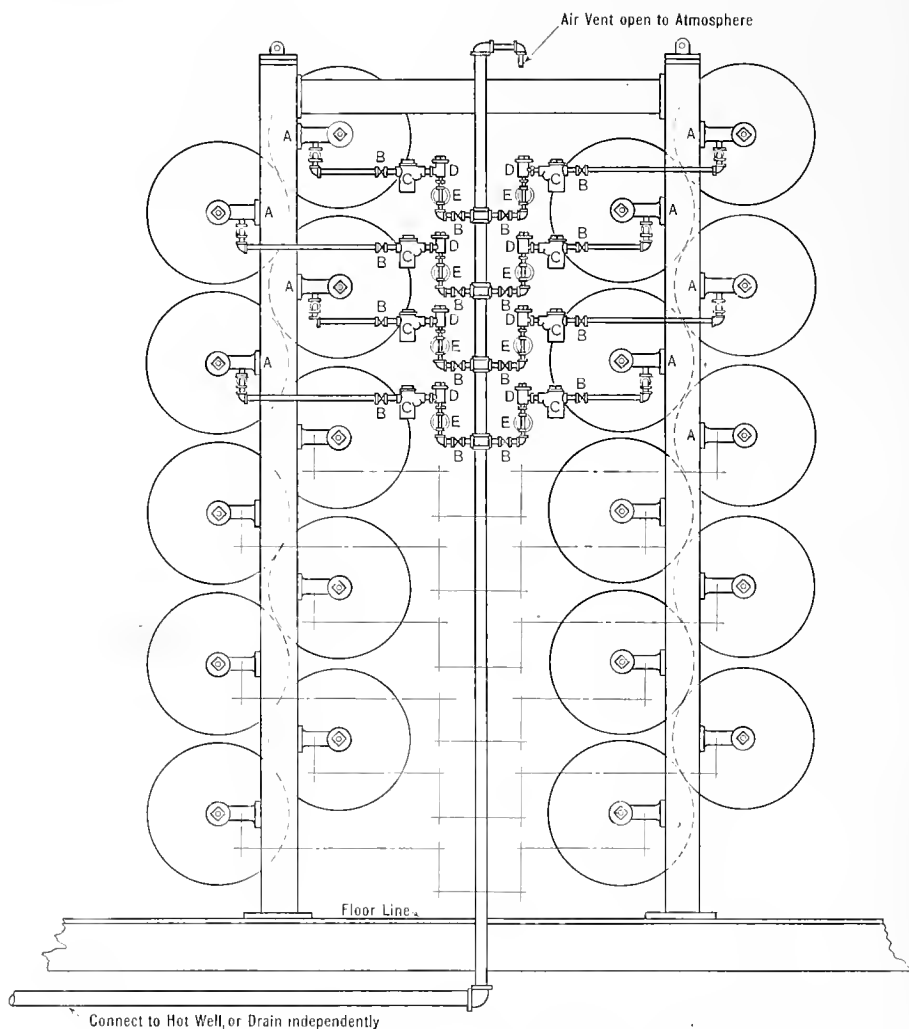 Air Vent open to Atmosphere
A A
B D D B
C C
E E
A A
B B
B D D B
C C
E E
A A
B B
B D D B
C C
E E
A A
B B
D D
B C C B
E E
A
B B
Floor Line
Connect to Hot Well, or Drain independently